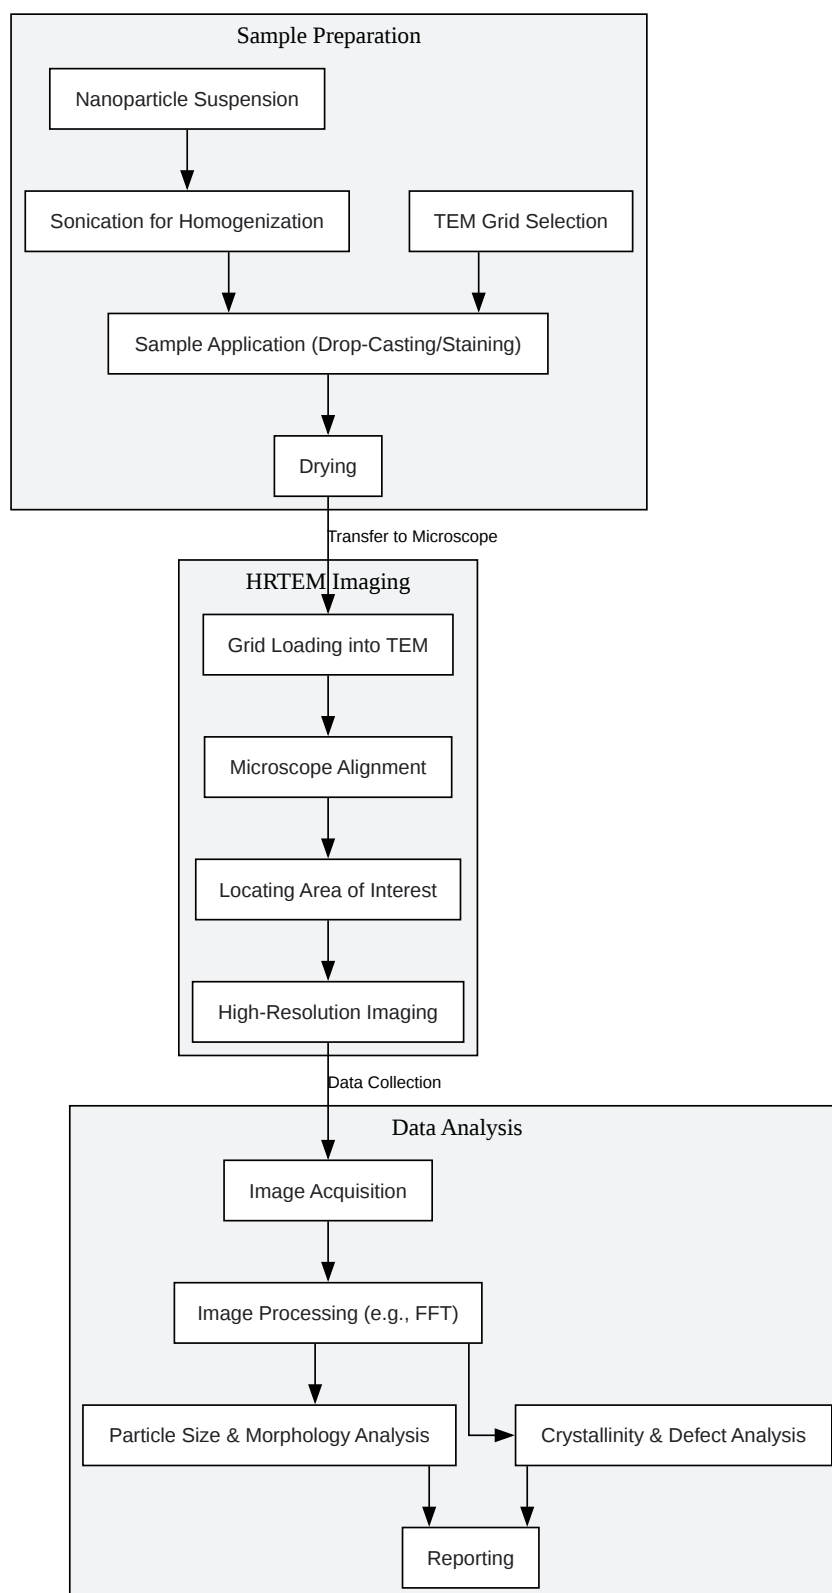 Sample Preparation
Nanoparticle Suspension
Sonication for Homogenization
TEM Grid Selection
Sample Application (Drop-Casting/Staining)
Drying
Transfer to Microscope
HRTEM Imaging
Grid Loading into TEM
Microscope Alignment
Locating Area of Interest
High-Resolution Imaging
Data Collection
Data Analysis
Image Acquisition
Image Processing (e.g., FFT)
Particle Size & Morphology Analysis
Crystallinity & Defect Analysis
Reporting